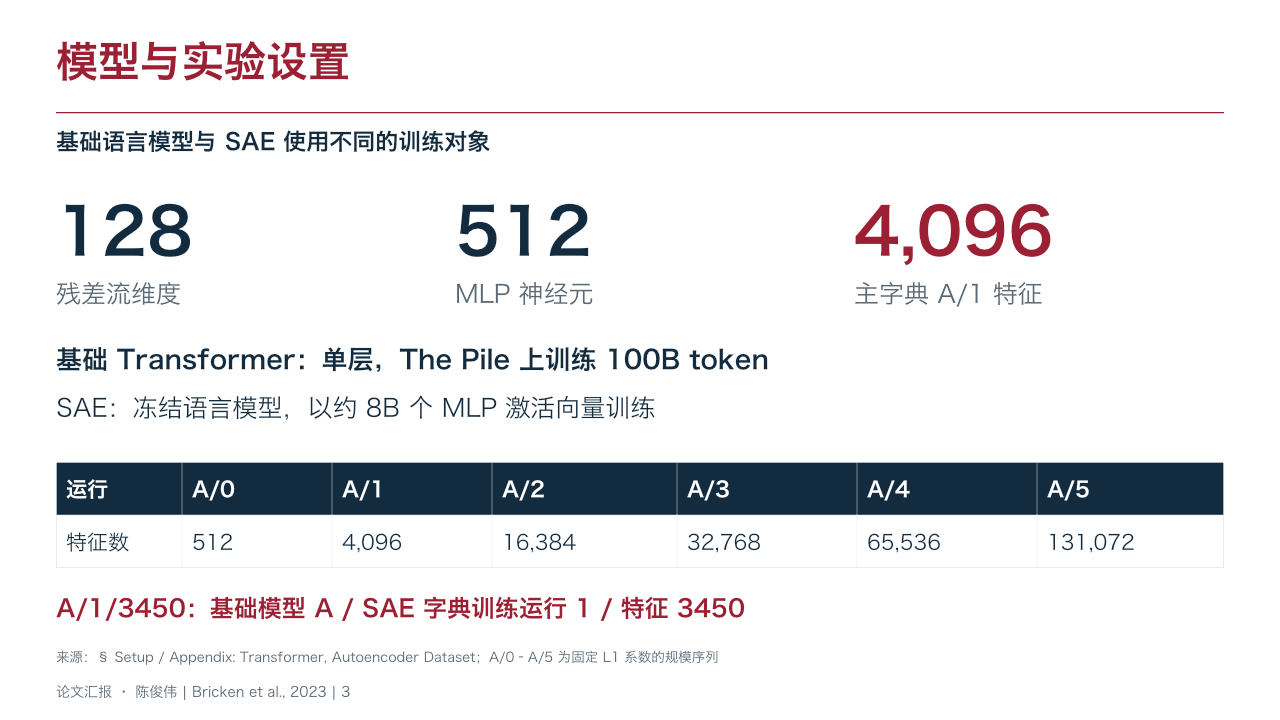 模型与实验设置
基础语言模型与 SAE 使用不同的训练对象
128 512 4,096
残差流维度 MLP 神经元 主字典 A/1 特征
基础 Transformer：单层，The Pile 上训练 100B token
SAE：冻结语言模型，以约 8B 个 MLP 激活向量训练
运行 A/0 A/1 A/2 A/3 A/4 A/5
特征数 512 4,096 16,384 32,768 65,536 131,072
A/1/3450：基础模型 A / SAE 字典训练运行 1 / 特征 3450
来源： § Setup / Appendix: Transformer, Autoencoder Dataset；A/0 - A/5 为固定 L1 系数的规模序列
论文汇报 · 陈俊伟 | Bricken et al., 2023 | 3